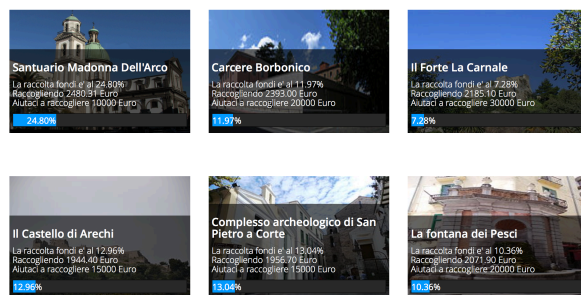 Santuario Madonna Dell'Arco
La raccolta fondi e' al 24.80%
Raccogliendo 2480.31 Euro
Aiutaci a raccogliere 10000 Euro
24.80%
Carcere Borbonico
La raccolta fondi e' al 11.97%
Raccogliendo 2393.00 Euro
Aiutaci a raccogliere 20000 Euro
11.97%
Il Forte La Carnale
La raccolta fondi e' al 7.28%
Raccogliendo 2185.10 Euro
Aiutaci a raccogliere 30000 Euro
7.28%
Il Castello di Arechi
La raccolta fondi e' al 12.96%
Raccogliendo 1944.40 Euro
Aiutaci a raccogliere 15000 Euro
12.96%
Complesso archeologico di San
Pietro a Corte
La raccolta fondi e' al 13.04%
Raccogliendo 1956.70 Euro
Aiutaci a raccogliere 15000 Euro
13.04%
La fontana dei Pesci
La raccolta fondi e' al 10.36%
Raccogliendo 2071.90 Euro
Aiutaci a raccogliere 20000 Euro
10.36%